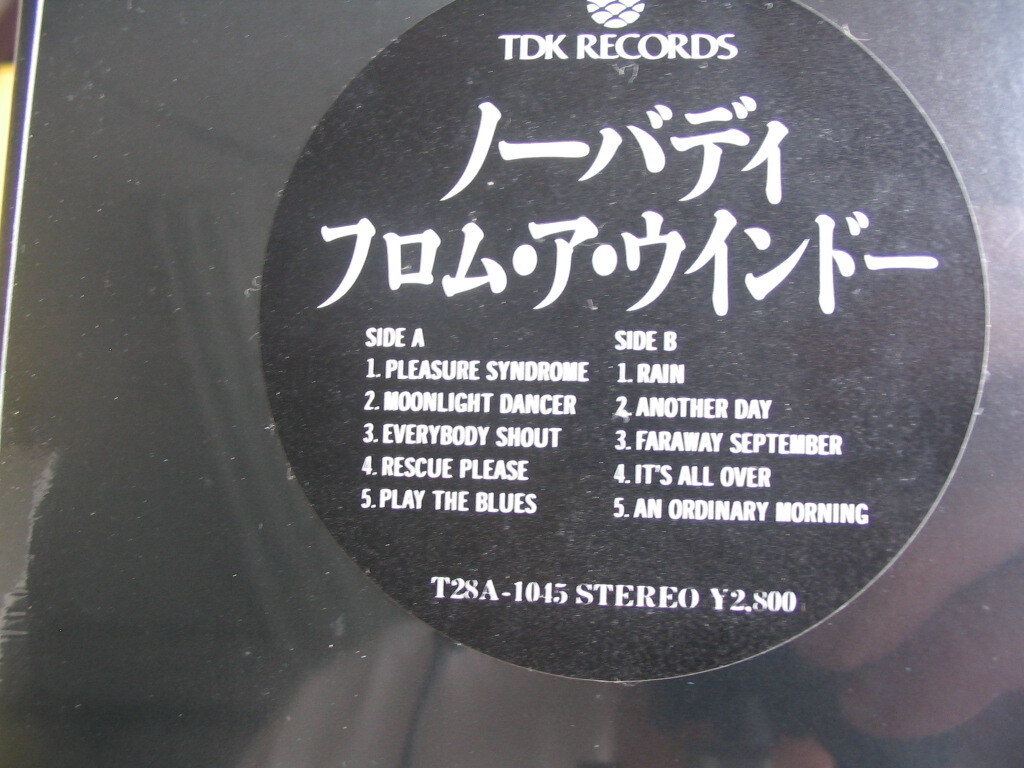 TDK RECORDS
ノーバディ
フロム・ア・ウインドー
SIDE A
1. PLEASURE SYNDROME
2. MOONLIGHT DANCER
3. EVERYBODY SHOUT
4. RESCUE PLEASE
5. PLAY THE BLUES
SIDE B
1. RAIN
2. ANOTHER DAY
3. FARAWAY SEPTEMBER
4. IT'S ALL OVER
5. AN ORDINARY MORNING
T28A-1045 STEREO ¥2,800